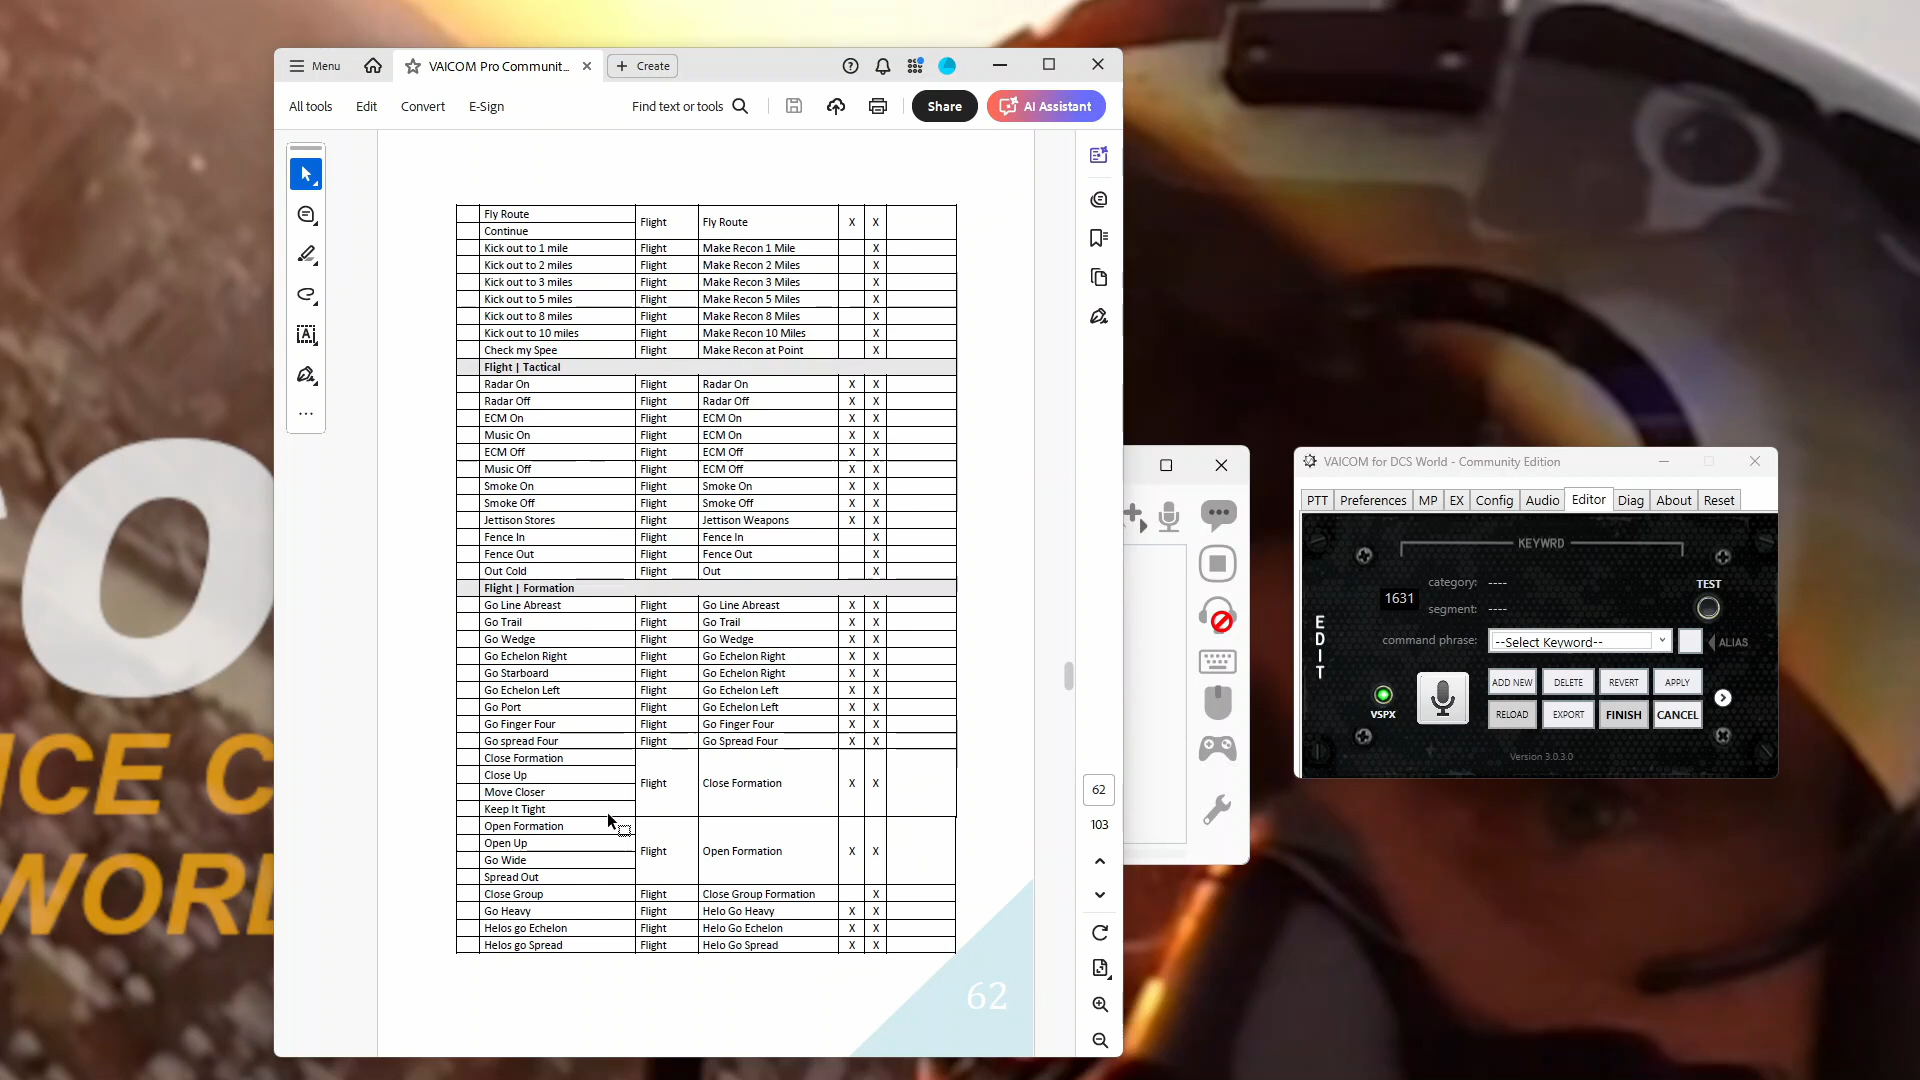 Menu
VAICOM Pro Communit...
Create
All tools
Edit
Convert
E-Sign
Find text or tools
Share
AI Assistant
Fly Route Flight Fly Route X X
Continue
Kick out to 1 mile Flight Make Recon 1 Mile X
Kick out to 2 miles Flight Make Recon 2 Miles X
Kick out to 3 miles Flight Make Recon 3 Miles X
Kick out to 5 miles Flight Make Recon 5 Miles X
Kick out to 8 miles Flight Make Recon 8 Miles X
Kick out to 10 miles Flight Make Recon 10 Miles X
Check my Spee Flight Make Recon at Point X
Flight | Tactical
Radar On Flight Radar On X X
Radar Off Flight Radar Off X X
ECM On Flight ECM On X X
Music On Flight ECM On X X
ECM Off Flight ECM Off X X
Music Off Flight ECM Off X X
Smoke On Flight Smoke On X X
Smoke Off Flight Smoke Off X X
Jettison Stores Flight Jettison Weapons X X
Fence In Flight Fence In X
Fence Out Flight Fence Out X
Out Cold Flight Out X
Flight | Formation
Go Line Abreast Flight Go Line Abreast X X
Go Trail Flight Go Trail X X
Go Wedge Flight Go Wedge X X
Go Echelon Right Flight Go Echelon Right X X
Go Starboard Flight Go Echelon Right X X
Go Echelon Left Flight Go Echelon Left X X
Go Port Flight Go Echelon Left X X
Go Finger Four Flight Go Finger Four X X
Go spread Four Flight Go Spread Four X X
Close Formation
Close Up
Flight Close Formation X X
Move Closer
Keep It Tight
Open Formation
Open Up
Flight Open Formation X X
Go Wide
Spread Out
Close Group Flight Close Group Formation X
Go Heavy Flight Helo Go Heavy X X
Helos go Echelon Flight Helo Go Echelon X X
Helos go Spread Flight Helo Go Spread X X
62
62
103
VAICOM for DCS World - Community Edition
PTT Preferences MP EX Config Audio Editor Diag About Reset
KEYWRD
category: ----
TEST
1631
segment: ----
EDIT
command phrase: --Select Keyword-- ALIAS
ADD NEW DELETE REVERT APPLY
VSPX
RELOAD EXPORT FINISH CANCEL
Version 3.0.3.0
ICE C
WORL